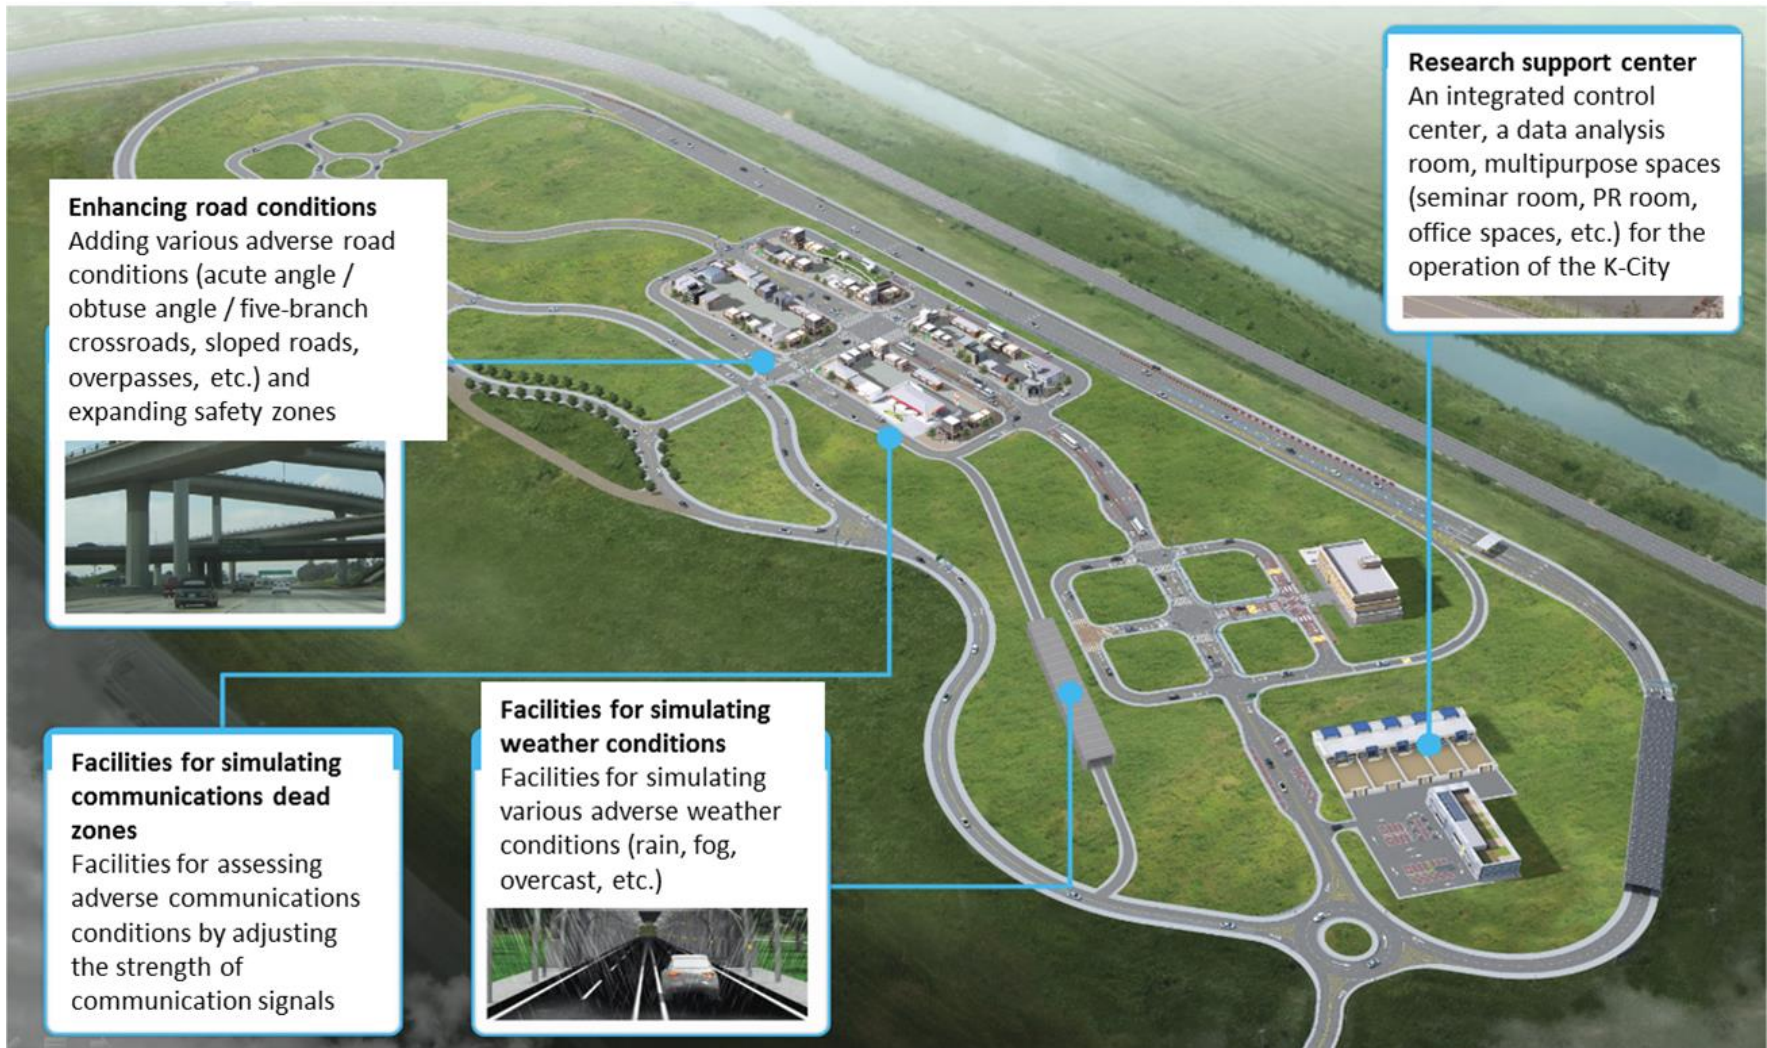 Research support center
An integrated control
center, a data analysis
room, multipurpose spaces
(seminar room, PR room,
office spaces, etc.) for the
operation of the K-City
Enhancing road conditions
Adding various adverse road
conditions (acute angle /
obtuse angle / five-branch
crossroads, sloped roads,
overpasses, etc.) and
expanding safety zones
Facilities for simulating
communications dead
zones
Facilities for assessing
adverse communications
conditions by adjusting
the strength of
communication signals
Facilities for simulating
weather conditions
Facilities for simulating
various adverse weather
conditions (rain, fog,
overcast, etc.)